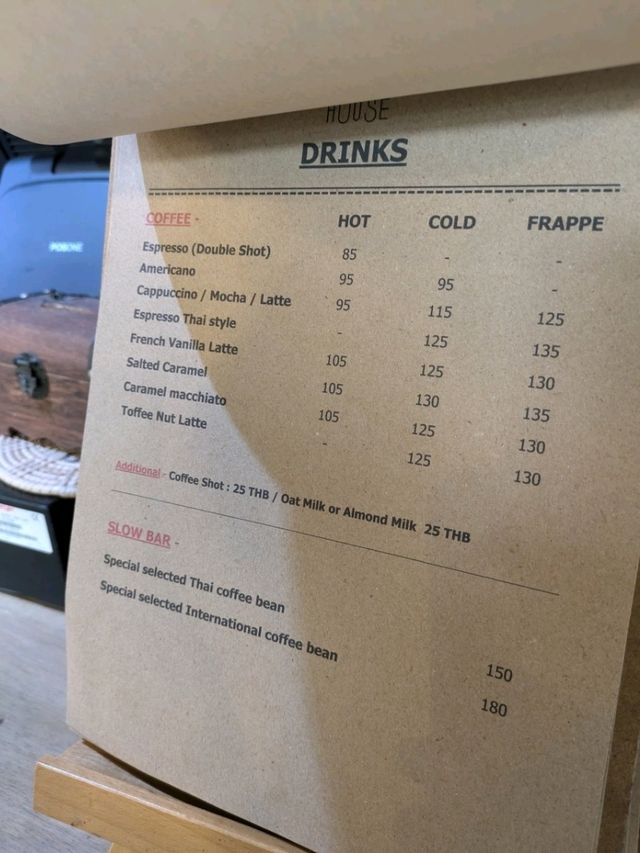 HOUSE
DRINKS
COFFEE - HOT COLD FRAPPE
Espresso (Double Shot) 85 - -
Americano 95 95 -
Cappuccino / Mocha / Latte 95 115 125
Espresso Thai style - 125 135
French Vanilla Latte 105 125 130
Salted Caramel 105 130 135
Caramel macchiato 105 125 130
Toffee Nut Latte - 125 130
Additional - Coffee Shot : 25 THB / Oat Milk or Almond Milk 25 THB
SLOW BAR -
Special selected Thai coffee bean 150
Special selected International coffee bean 180